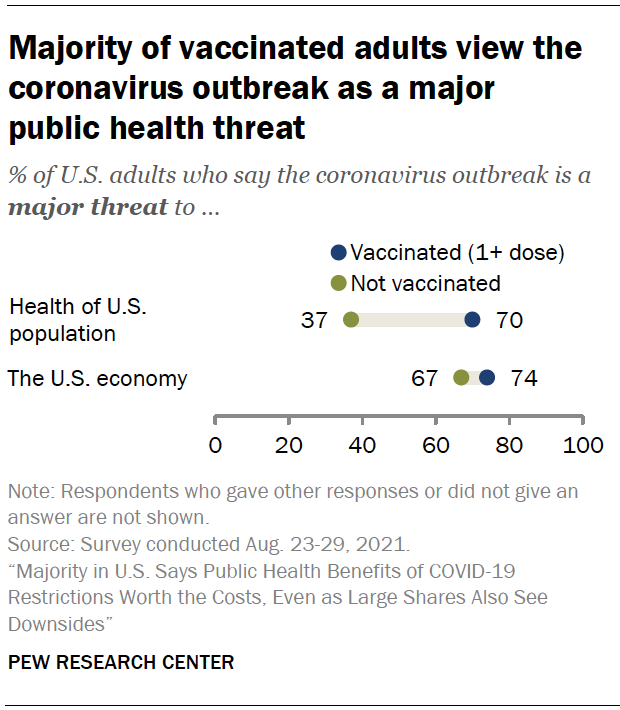 Majority of vaccinated adults view the
coronavirus outbreak as a major
public health threat
% of U.S. adults who say the coronavirus outbreak is a
major threat to ...
Vaccinated (1+ dose)
Not vaccinated
Health of U.S.
population
37
70
The U.S. economy
67
74
0 20 40 60 80 100
Note: Respondents who gave other responses or did not give an
answer are not shown.
Source: Survey conducted Aug. 23-29, 2021.
“Majority in U.S. Says Public Health Benefits of COVID-19
Restrictions Worth the Costs, Even as Large Shares Also See
Downsides”
PEW RESEARCH CENTER